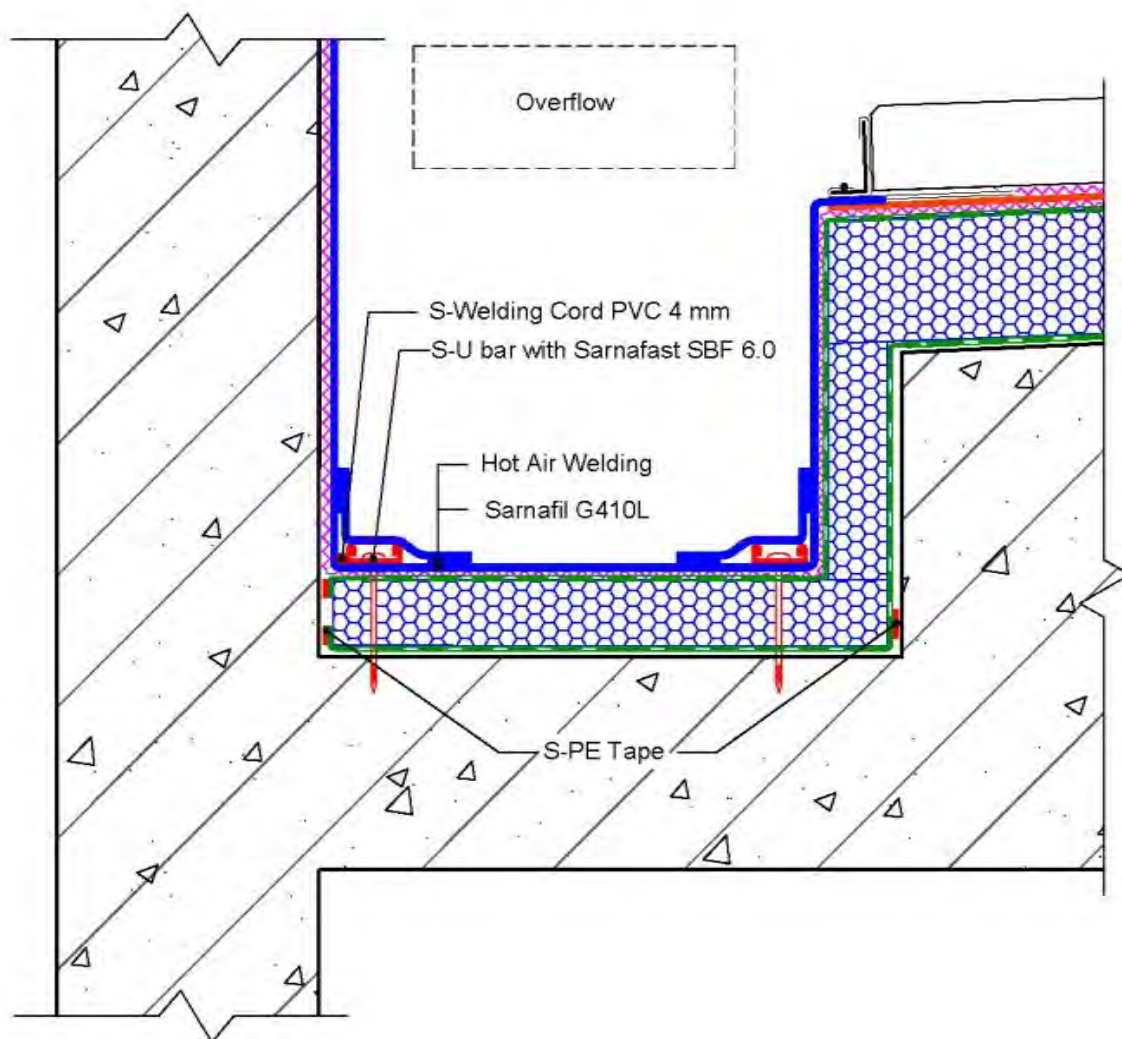 Overflow
S-Welding Cord PVC 4 mm
S-U bar with Sarnafast SBF 6.0
Hot Air Welding
Sarnafil G410L
S-PE Tape